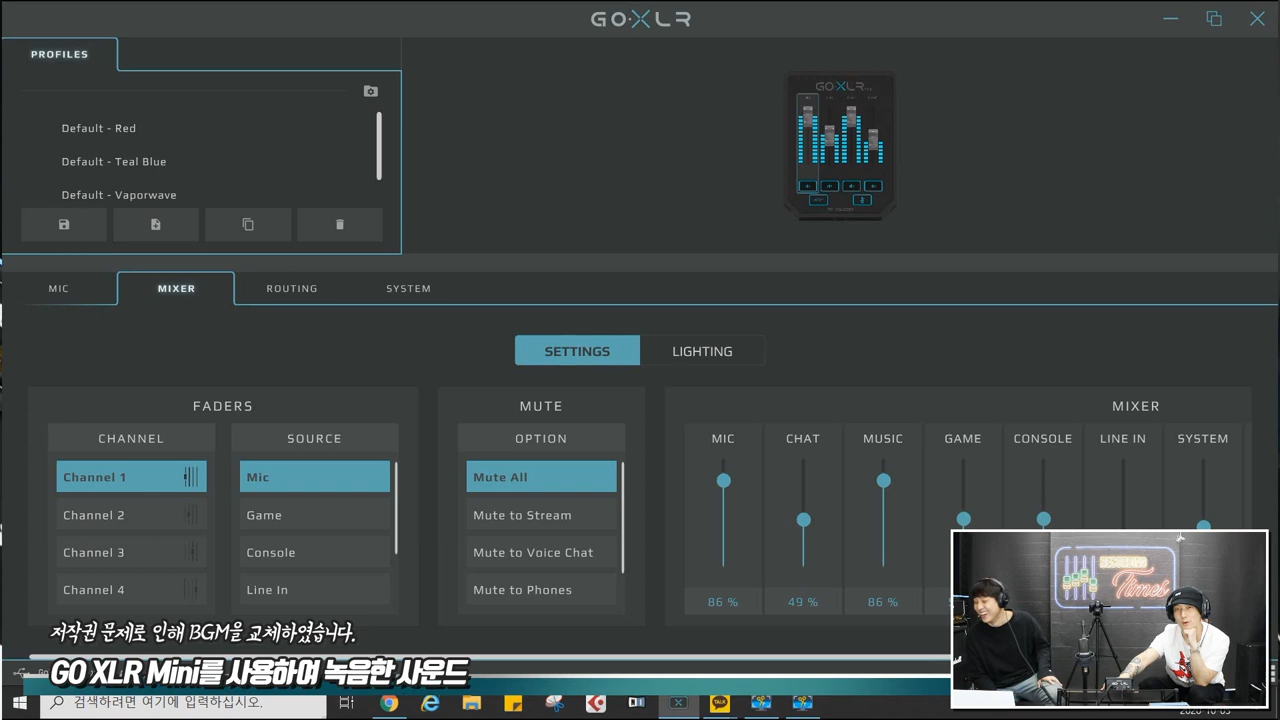 GO XLR
PROFILES
Default - Red
Default - Teal Blue
Default - Vaporwave
MIC
MIXER
ROUTING
SYSTEM
SETTINGS
LIGHTING
FADERS
CHANNEL
Channel 1
Channel 2
Channel 3
Channel 4
SOURCE
Mic
Game
Console
Line In
MUTE
OPTION
Mute All
Mute to Stream
Mute to Voice Chat
Mute to Phones
MIXER
MIC
CHAT
MUSIC
GAME
CONSOLE
LINE IN
SYSTEM
86 %
49 %
86 %
저작권 문제로 인해 BGM을 교체하였습니다.
GO XLR Mini를 사용하여 녹음한 사운드
검색하려면 여기에 입력하십시오.
TALK
Times